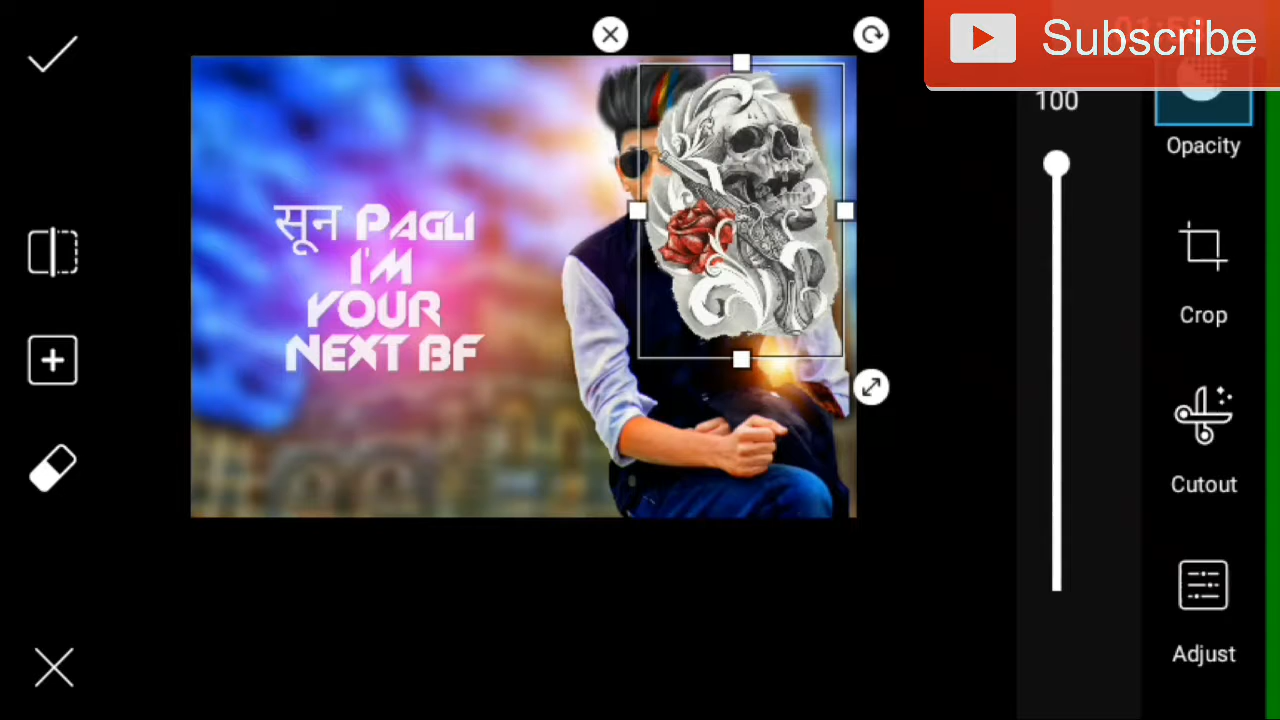 Subscribe
100
Opacity
सून PAGLI
I'M
YOUR
NEXT BF
Crop
Cutout
Adjust